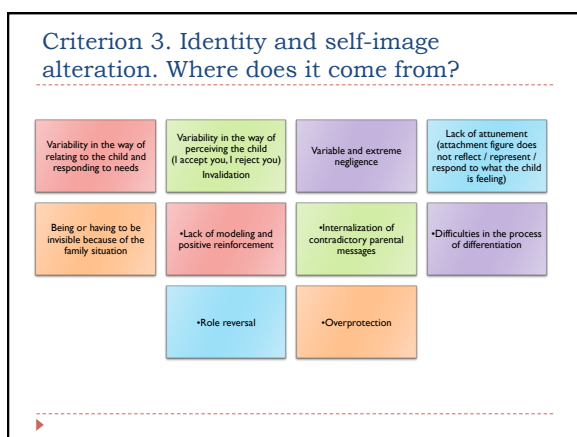 Criterion 3. Identity and self-image
alteration. Where does it come from?
Variability in the way of
relating to the child and
responding to needs
Variability in the way of
perceiving the child
(I accept you, I reject you)
Invalidation
Variable and extreme
negligence
Lack of attunement
(attachment figure does
not reflect / represent /
respond to what the child
is feeling)
Being or having to be
invisible because of the
family situation
•Lack of modeling and
positive reinforcement
•Internalization of
contradictory parental
messages
•Difficulties in the process
of differentiation
•Role reversal
•Overprotection